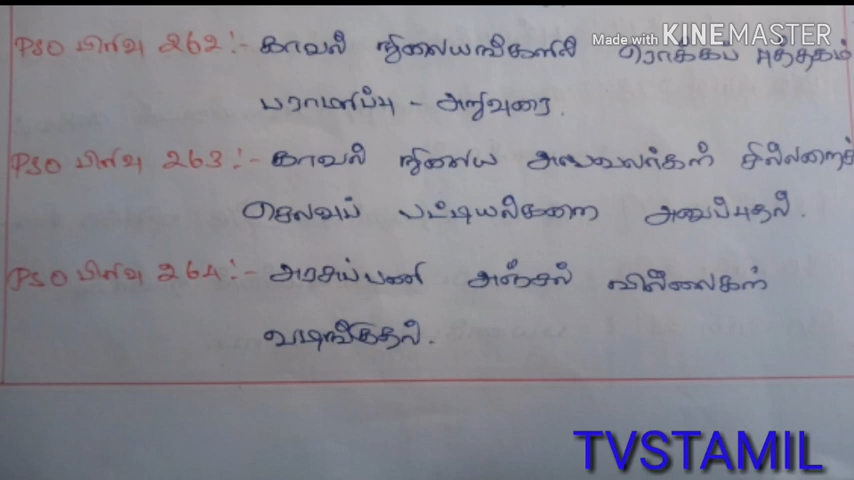 Made with KINEMASTER
PSO பிரிவு 262:- காவல் நிலையங்களில் ரொக்கப் புத்தகம்
பராமரிப்பு - அறிவுரை.
PSO பிரிவு 263:- காவல் நிலைய அலுவலர்கள் சில்லறைச்
செலவுப் பட்டியல்களை அனுப்புதல்.
PSO பிரிவு 264:- அரசுப்பணி அஞ்சல் வில்லைகள்
வழங்குதல்.
TVSTAMIL